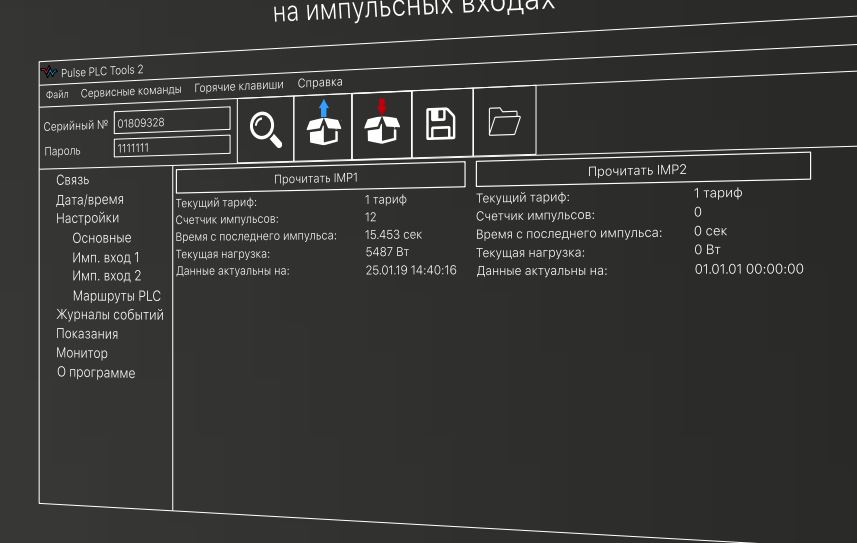 на импульсных входах
Pulse PLC Tools 2
Файл Сервисные команды Горячие клавиши Справка
Серийный № 01809328
Пароль 11111111
Связь
Дата/время
Настройки
Основные
Имп. вход 1
Имп. вход 2
Маршруты PLC
Журналы событий
Показания
Монитор
О программе
Прочитать IMP1
Текущий тариф: 1 тариф
Счетчик импульсов: 12
Время с последнего импульса: 15.453 сек
Текущая нагрузка: 5487 Вт
Данные актуальны на: 25.01.19 14:40:16
Прочитать IMP2
Текущий тариф: 1 тариф
Счетчик импульсов: 0
Время с последнего импульса: 0 сек
Текущая нагрузка: 0 Вт
Данные актуальны на: 01.01.01 00:00:00